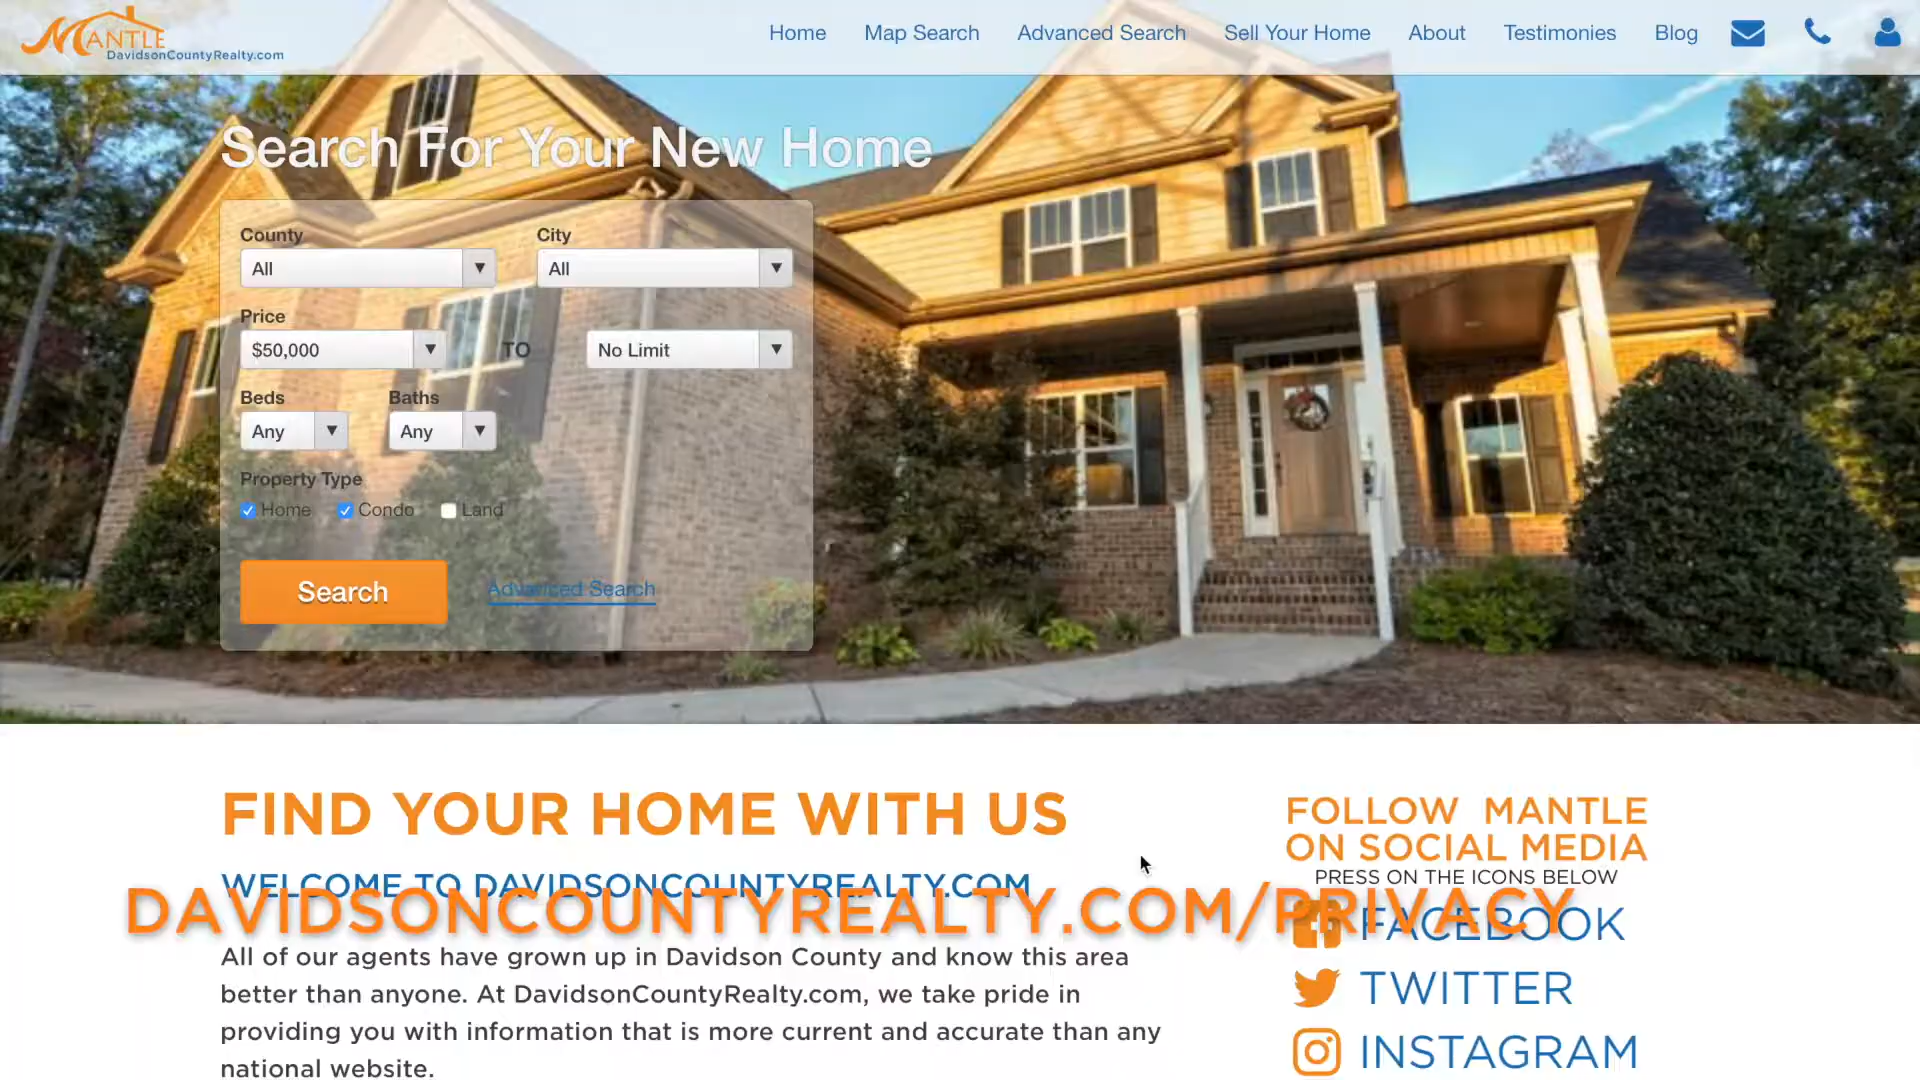 MANTLE
DavidsonCountyRealty.com
Home
Map Search
Advanced Search
Sell Your Home
About
Testimonies
Blog
Search For Your New Home
County
City
All
All
Price
$50,000
TO
No Limit
Beds
Baths
Any
Any
Property Type
Home
Condo
Land
Search
Advanced Search
FIND YOUR HOME WITH US
WELCOME TO DAVIDSONCOUNTYREALTY.COM
DAVIDSONCOUNTYREALTY.COM/PRIVACY
All of our agents have grown up in Davidson County and know this area
better than anyone. At DavidsonCountyRealty.com, we take pride in
providing you with information that is more current and accurate than any
national website.
FOLLOW MANTLE
ON SOCIAL MEDIA
PRESS ON THE ICONS BELOW
FACEBOOK
TWITTER
INSTAGRAM